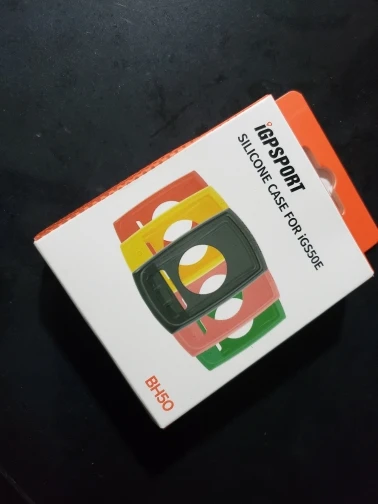 iGPSPORT
SILICONE CASE FOR iGS50E
BH50